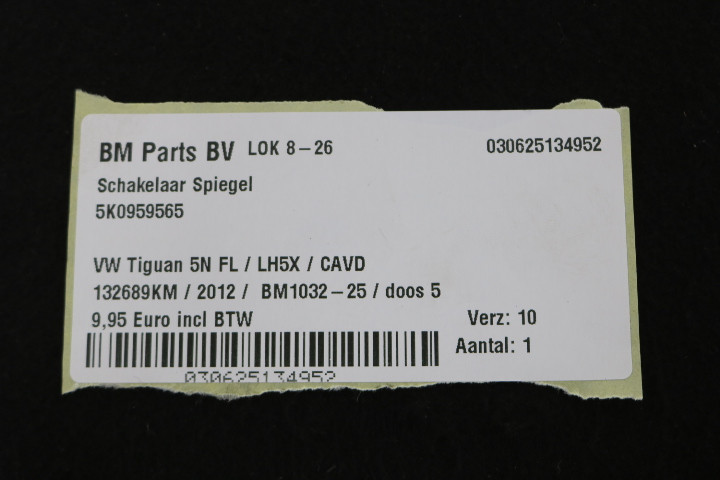 BM Parts BV LOK 8-26 030625134952
Schakelaar Spiegel
5K0959565
VW Tiguan 5N FL / LH5X / CAVD
132689KM / 2012 / BM1032-25 / doos 5
9,95 Euro incl BTW Verz: 10
Aantal: 1
030625134952